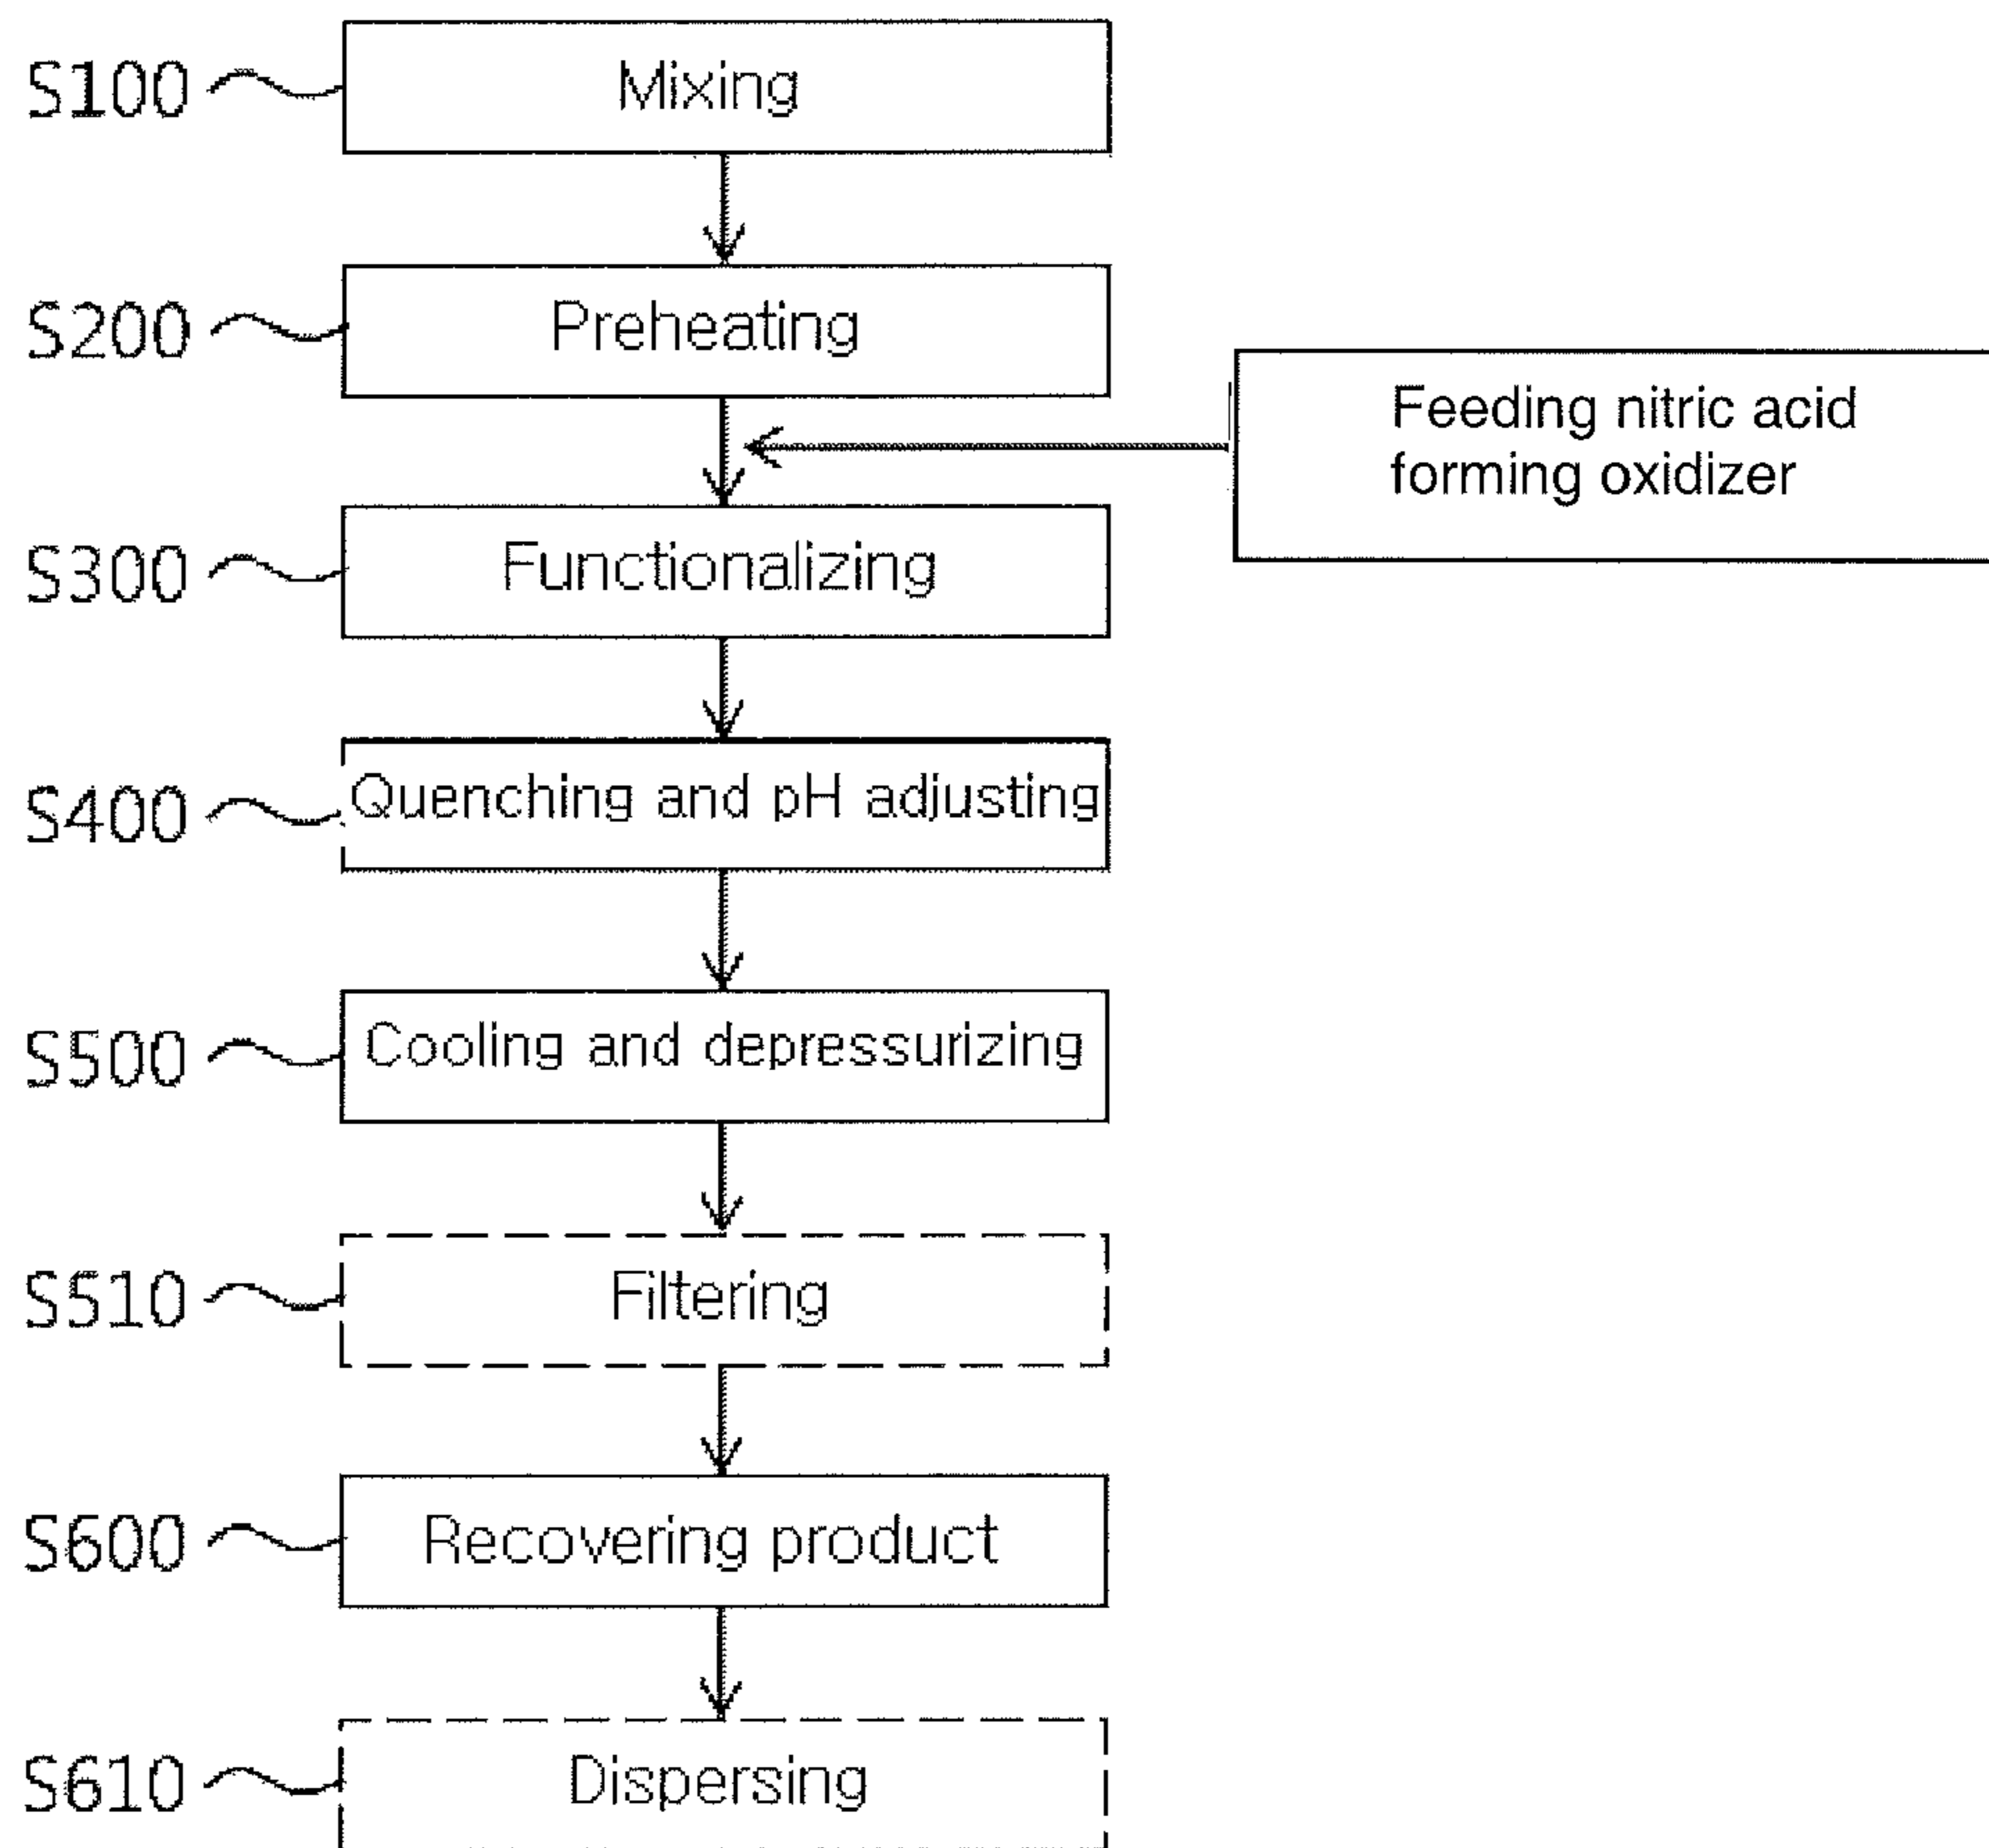 S100 Mixing
S200 Preheating
Feeding nitric acid
forming oxidizer
S300 Functionalizing
S400 Quenching and pH adjusting
S500 Cooling and depressurizing
S510 Filtering
S600 Recovering product
S610 Dispersing